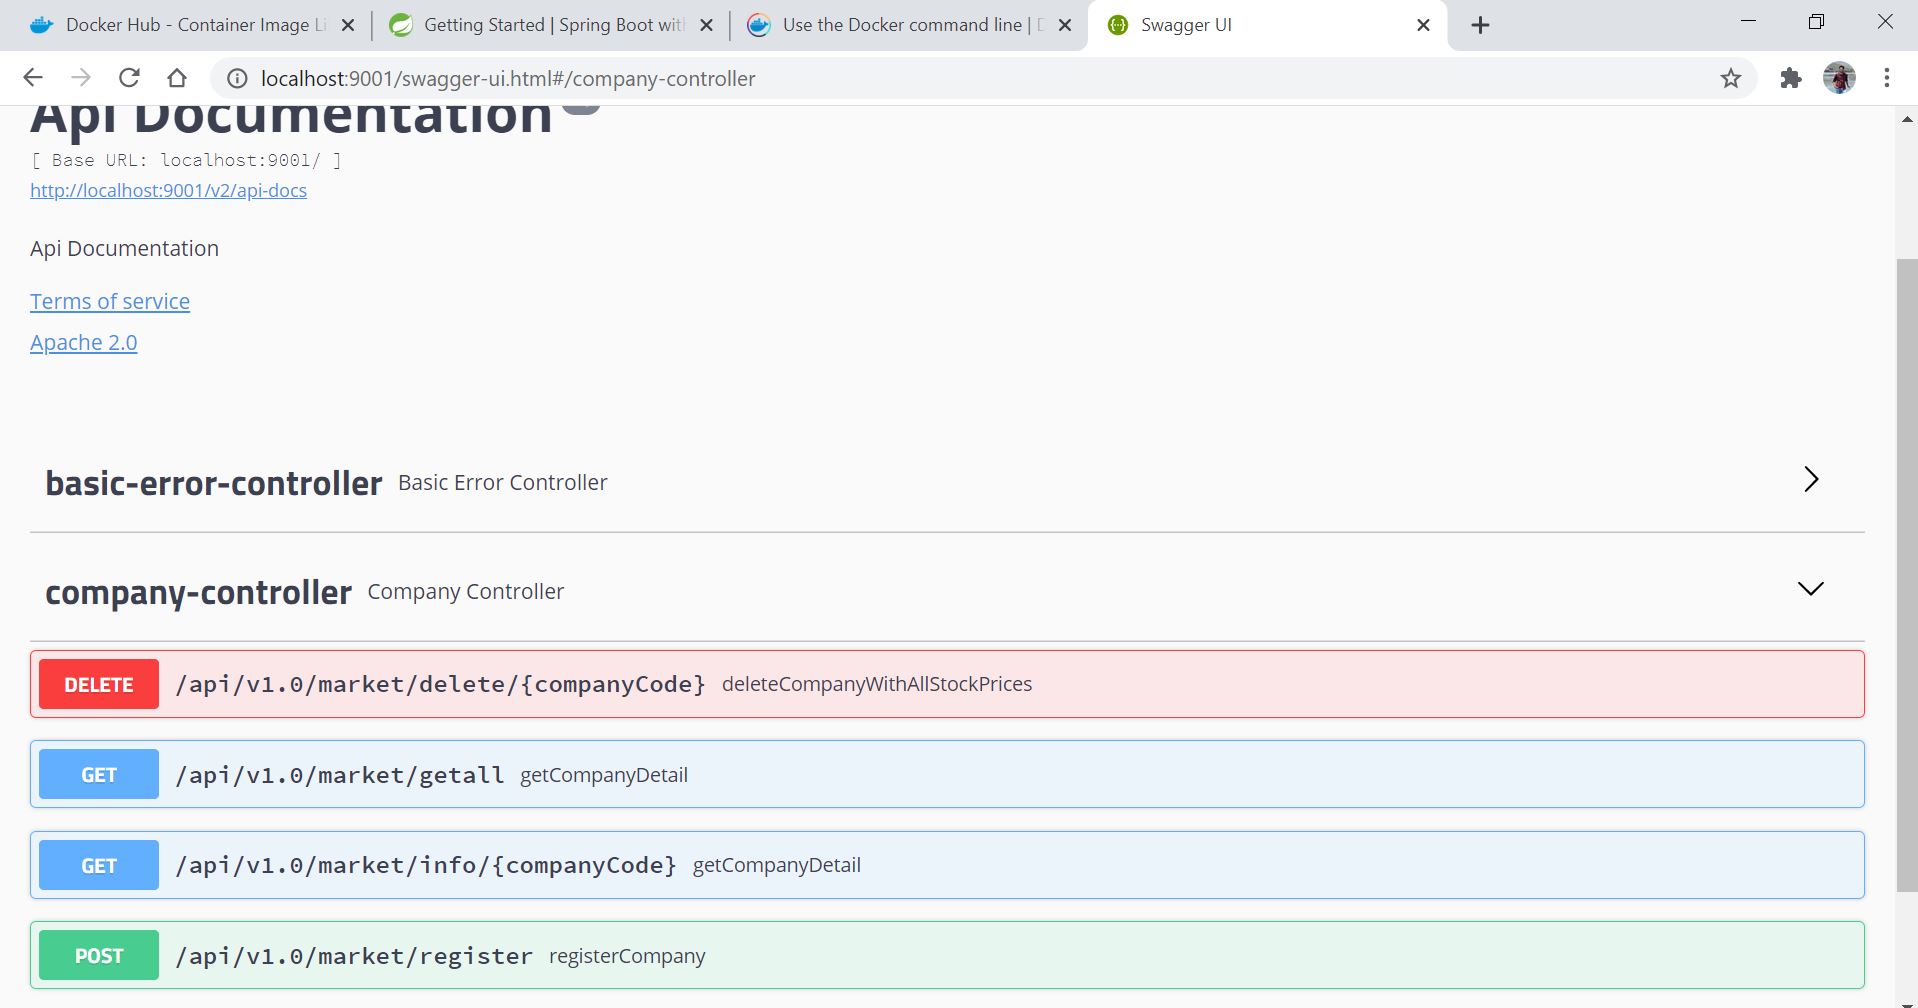 Docker Hub - Container Image Li
Getting Started | Spring Boot wit
Use the Docker command line | D
Swagger UI
localhost:9001/swagger-ui.html#/company-controller
Api Documentation
[ Base URL: localhost:9001/ ]
http://localhost:9001/v2/api-docs
Api Documentation
Terms of service
Apache 2.0
basic-error-controller Basic Error Controller
company-controller Company Controller
DELETE /api/v1.0/market/delete/{companyCode} deleteCompanyWithAllStockPrices
GET /api/v1.0/market/getall getCompanyDetail
GET /api/v1.0/market/info/{companyCode} getCompanyDetail
POST /api/v1.0/market/register registerCompany